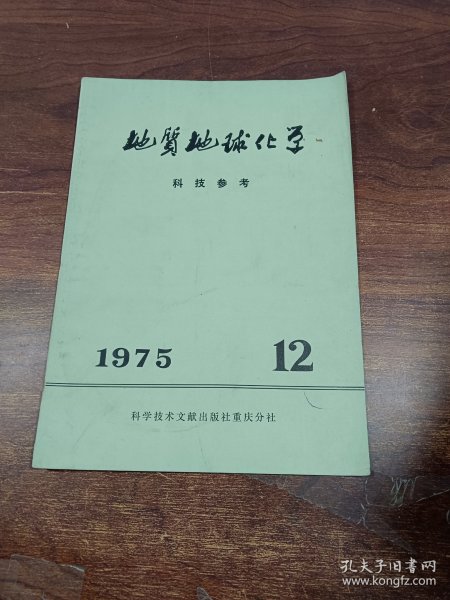 地質地球化学
科技参考
1975 12
科学技术文献出版社重庆分社
孔夫子旧书网
www.kongfz.com